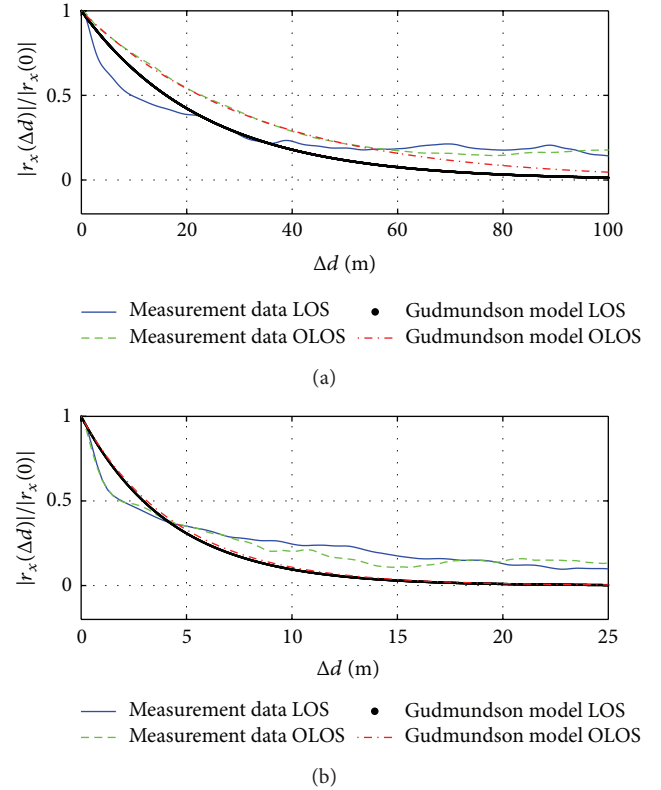 1
0.5
0
|r_x(Δd)|/|r_x(0)|
0 20 40 60 80 100
Δd (m)
Measurement data LOS Gudmundson model LOS
Measurement data OLOS Gudmundson model OLOS
(a)
1
0.5
0
|r_x(Δd)|/|r_x(0)|
0 5 10 15 20 25
Δd (m)
Measurement data LOS Gudmundson model LOS
Measurement data OLOS Gudmundson model OLOS
(b)